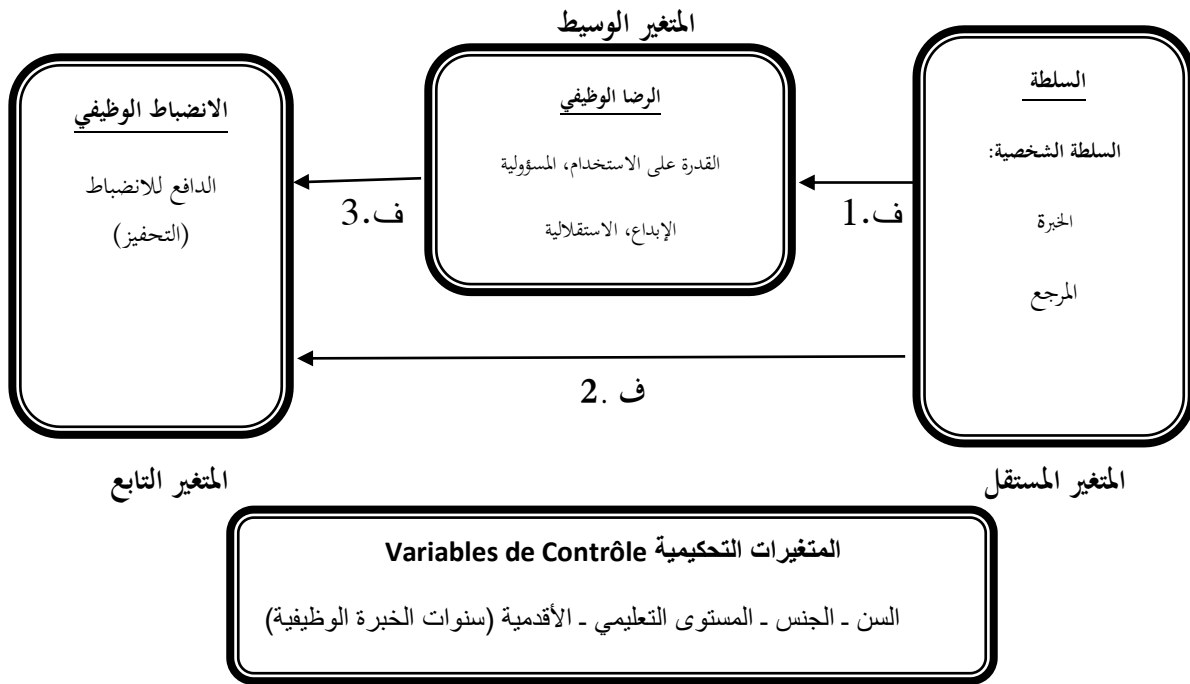 المتغير الوسيط
السلطة
السلطة الشخصية:
الخبرة
المرجع
الرضا الوظيفي
القدرة على الاستخدام، المسؤولية
الإبداع، الاستقلالية
الانضباط الوظيفي
الدافع للانضباط
(التحفيز)
ف.1
ف.3
ف .2
المتغير المستقل
المتغير التابع
المتغيرات التحكيمية Variables de Contrôle
السن - الجنس - المستوى التعليمي - الأقدمية (سنوات الخبرة الوظيفية)